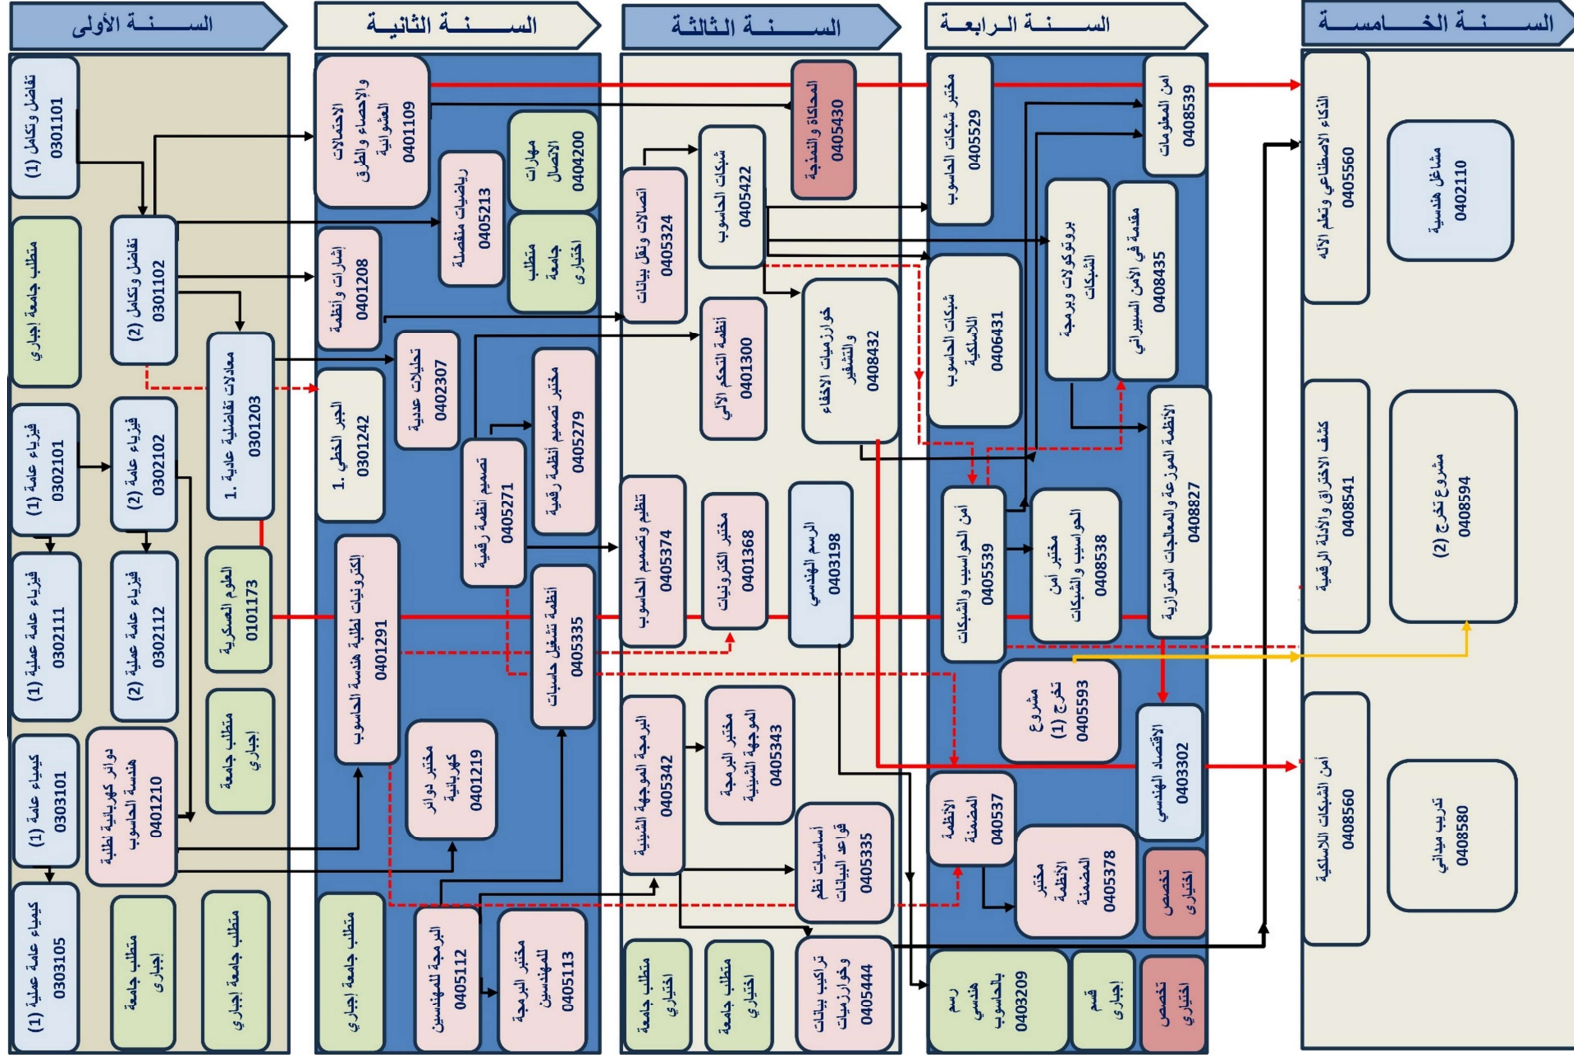 السنة الأولى
السنة الثانية
السنة الثالثة
السنة الرابعة
السنة الخامسة
تفاضل وتكامل (1)
0301101
متطلب جامعة إجباري
فيزياء عامة (1)
0302101
فيزياء عامة عملية (1)
0302111
كيمياء عامة (1)
0303101
كيمياء عامة عملية (1)
0303105
تفاضل وتكامل (2)
0301102
فيزياء عامة (2)
0302102
فيزياء عامة عملية (2)
0302112
دوائر كهربائية لطلبة
هندسة الحاسوب
0401210
متطلب جامعة
إجباري
معادلات تفاضلية عادية 1.
0301203
العلوم العسكرية
0101173
متطلب جامعة
إجباري
متطلب جامعة إجباري
الاحتمالات
والإحصاء والطرق
العشوائية
0401109
إشارات وأنظمة
0401208
الجبر الخطي 1.
0301242
إلكترونيات لطلبة هندسة الحاسوب
0401291
متطلب جامعة إجباري
تحليلات عددية
0402307
مختبر دوائر
كهربائية
0401219
البرمجة للمهندسين
0405112
رياضيات منفصلة
0405213
تصميم أنظمة رقمية
0405271
مختبر البرمجة
للمهندسين
0405113
مهارات
الاتصال
0404200
متطلب
جامعة
اختياري
مختبر تصميم أنظمة رقمية
0405279
أنظمة تشغيل حاسبات
0405335
اتصالات ونقل بيانات
0405324
تنظيم وتصميم الحاسوب
0405374
البرمجة الموجهة الشيئية
0405342
متطلب جامعة
اختياري
شبكات الحاسوب
0405422
أنظمة التحكم الآلي
0401300
مختبر الكترونيات
0401368
مختبر البرمجة
الموجهة الشيئية
0405343
متطلب جامعة
اختياري
المحاكاة والنمذجة
0405430
خوارزميات الاخفاء
والتشفير
0408432
الرسم الهندسي
0403198
أساسيات نظم
قواعد البيانات
0405335
تراكيب بيانات
وخوارزميات
0405444
مختبر شبكات الحاسوب
0405529
شبكات الحاسوب
اللاسلكية
0406431
أمن الحواسيب والشبكات
0405539
الأنظمة
المضمنة
040537
رسم
هندسي
بالحاسوب
0403209
بروتوكولات وبرمجة
الشبكات
مختبر أمن
الحواسيب والشبكات
0408538
مشروع
تخرج (1)
0405593
مختبر
الأنظمة
المضمنة
0405378
قسم
إجباري
امن المعلومات
0408539
مقدمة في الأمن السيبراني
0408435
الأنظمة الموزعة والمعالجات المتوازية
0408827
الاقتصاد الهندسي
0403302
تخصص
اختياري
تخصص
اختياري
الذكاء الاصطناعي وتعلم الآله
0405560
كشف الاختراق والأدلة الرقمية
0408541
أمن الشبكات اللاسلكية
0408560
مشاغل هندسية
0402110
مشروع تخرج (2)
0408594
تدريب ميداني
0408580